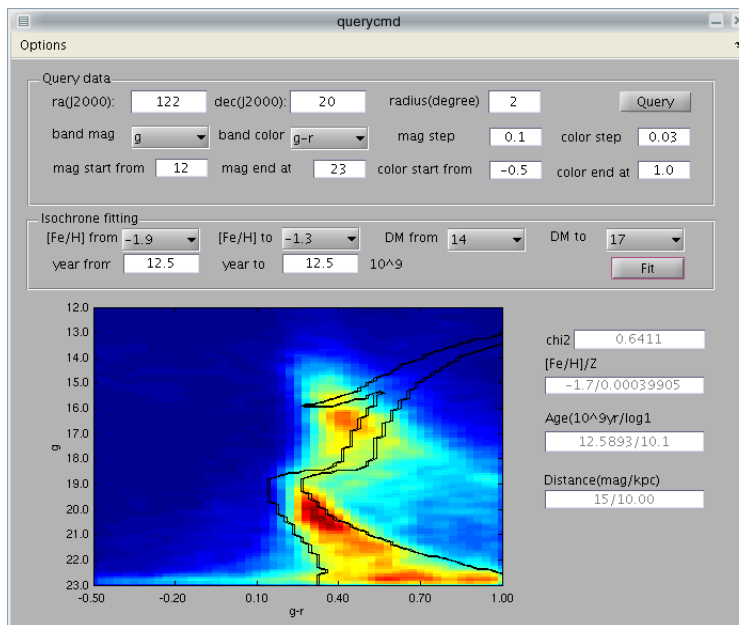 querycmd
Options
Query data
ra(J2000): 122 dec(J2000): 20 radius(degree) 2 Query
band mag g band color g-r mag step 0.1 color step 0.03
mag start from 12 mag end at 23 color start from -0.5 color end at 1.0
Isochrone fitting
[Fe/H] from -1.9 [Fe/H] to -1.3 DM from 14 DM to 17
year from 12.5 year to 12.5 10^9 Fit
12.0
13.0
14.0
15.0
16.0
17.0
18.0
19.0
20.0
21.0
22.0
23.0
g
-0.50 -0.20 0.10 0.40 0.70 1.00
g-r
chi2 0.6411
[Fe/H]/Z
-1.7/0.00039905
Age(10^9yr/log1
12.5893/10.1
Distance(mag/kpc)
15/10.00